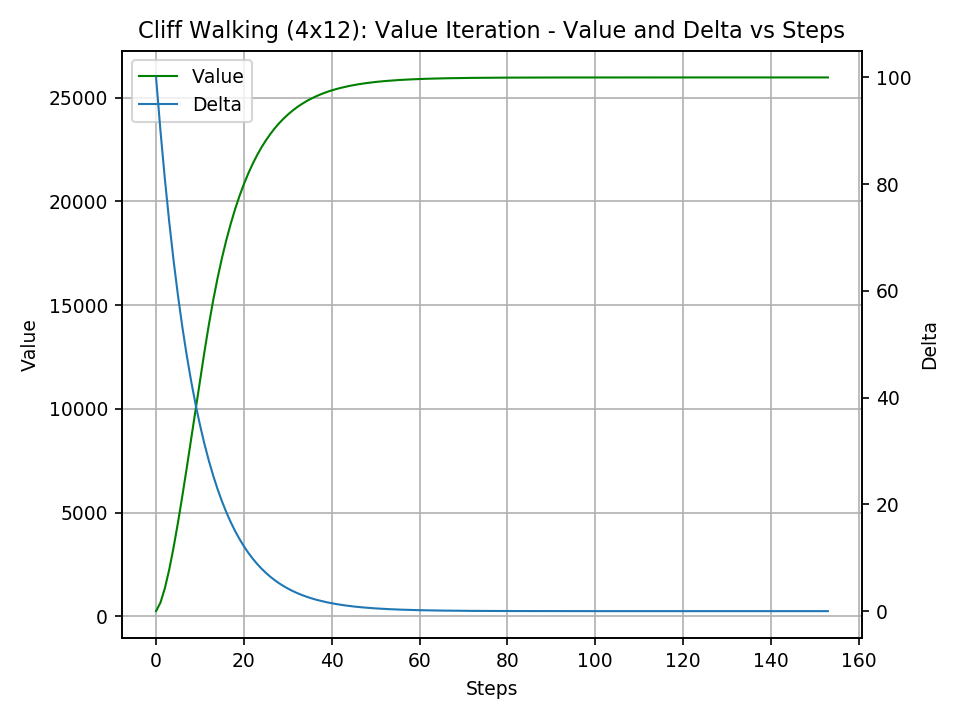 Cliff Walking (4x12): Value Iteration - Value and Delta vs Steps
Value
Delta
25000
20000
15000
10000
5000
0
Value
100
80
60
40
20
0
Delta
0 20 40 60 80 100 120 140 160
Steps